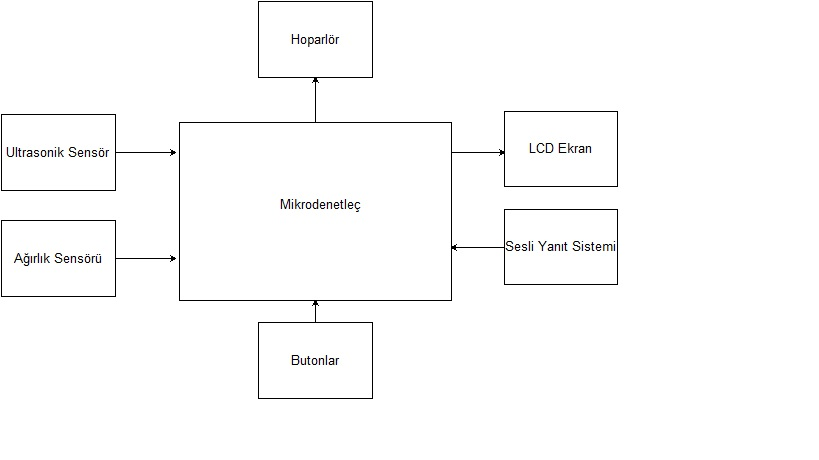 Hoparlör
Ultrasonik Sensör
LCD Ekran
Mikrodenetleç
Sesli Yanıt Sistemi
Ağırlık Sensörü
Butonlar